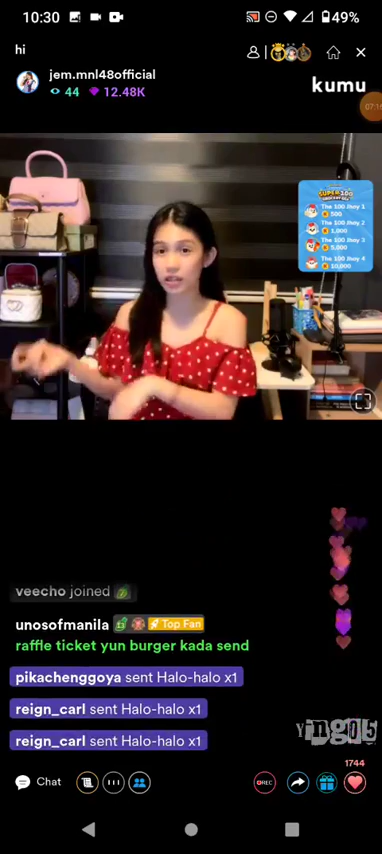 10:30
49%
hi
jem.mnl48official
44 12.48K
kumu
07:15
SUPER 100
The 100 Jhoy 1
500
The 100 Jhoy 2
1,000
The 100 Jhoy 3
5,000
The 100 Jhoy 4
10,000
veecho joined
unosofmanila Top Fan
raffle ticket yun burger kada send
pikachenggoya sent Halo-halo x1
reign_carl sent Halo-halo x1
reign_carl sent Halo-halo x1
Yng05
1744
Chat
REC